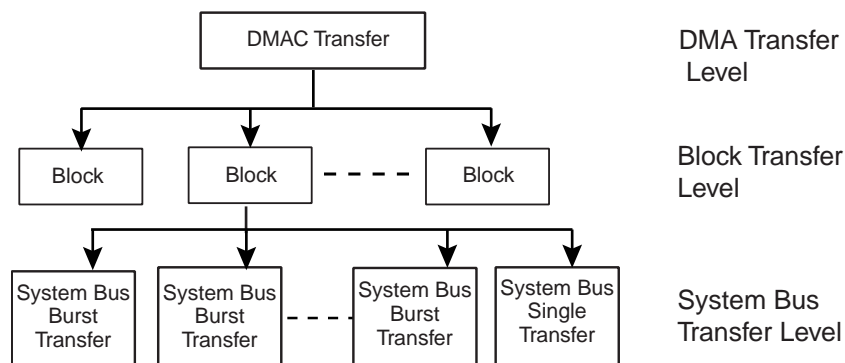 DMAC Transfer
DMA Transfer
Level
Block
Block
Block
Block Transfer
Level
System Bus
Burst
Transfer
System Bus
Burst
Transfer
System Bus
Burst
Transfer
System Bus
Single
Transfer
System Bus
Transfer Level